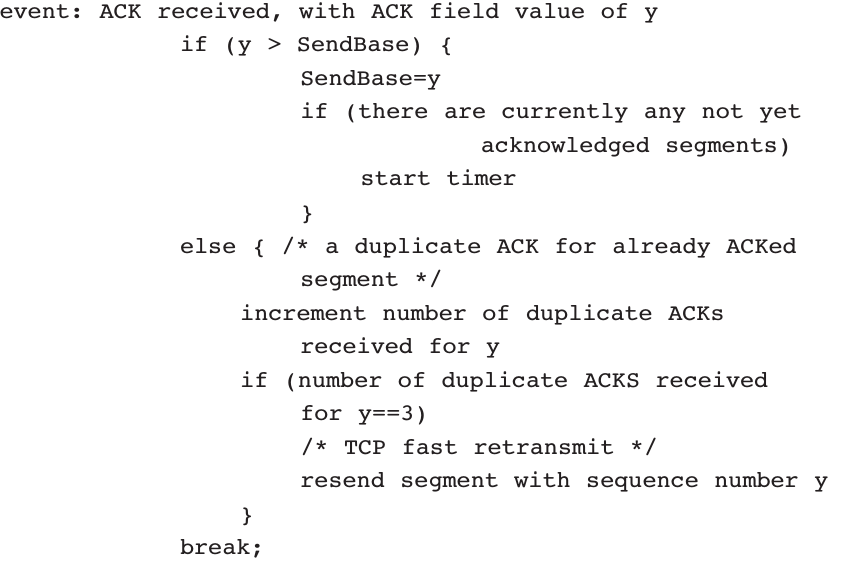 event: ACK received, with ACK field value of y
if (y > SendBase) {
SendBase=y
if (there are currently any not yet
acknowledged segments)
start timer
}
else { /* a duplicate ACK for already ACKed
segment */
increment number of duplicate ACKs
received for y
if (number of duplicate ACKS received
for y==3)
/* TCP fast retransmit */
resend segment with sequence number y
}
break;